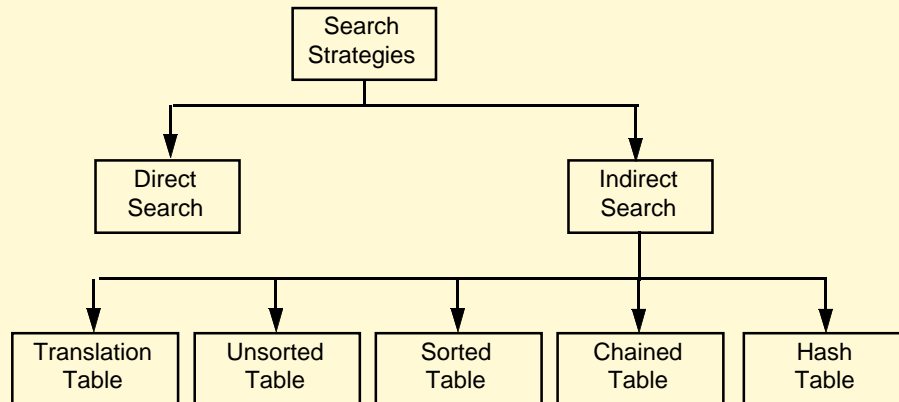 Search
Strategies
Direct
Search
Indirect
Search
Translation
Table
Unsorted
Table
Sorted
Table
Chained
Table
Hash
Table